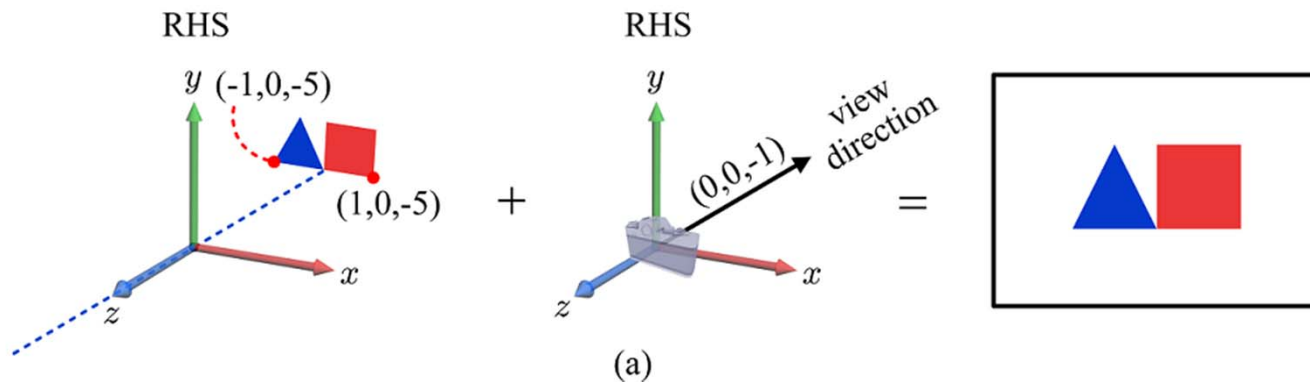 RHS
y
(-1,0,-5)
(1,0,-5)
x
z
+
RHS
y
(0,0,-1)
view
direction
x
z
=
(a)